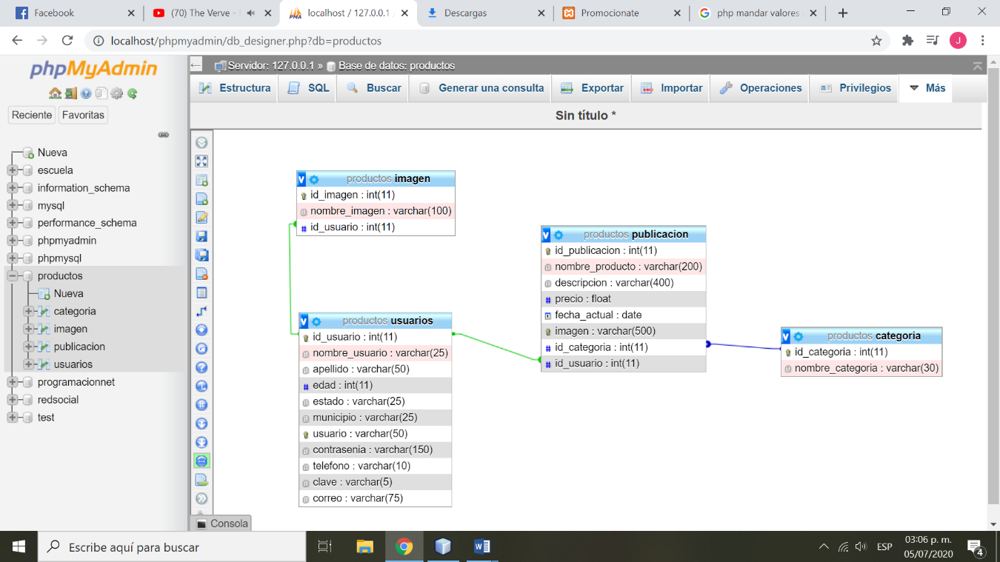 Facebook
(70) The Verve -
localhost / 127.0.0.1
Descargas
Promocionate
php mandar valores
localhost/phpmyadmin/db_designer.php?db=productos
J
phpMyAdmin
Reciente
Favoritas
Nueva
escuela
information_schema
mysql
performance_schema
phpmyadmin
phpmysql
productos
Nueva
categoria
imagen
publicacion
usuarios
programacionnet
redsocial
test
Servidor: 127.0.0.1 » Base de datos: productos
Estructura
SQL
Buscar
Generar una consulta
Exportar
Importar
Operaciones
Privilegios
Más
Sin título *
productos imagen
id_imagen : int(11)
nombre_imagen : varchar(100)
id_usuario : int(11)
productos publicacion
id_publicacion : int(11)
nombre_producto : varchar(200)
descripcion : varchar(400)
precio : float
fecha_actual : date
imagen : varchar(500)
id_categoria : int(11)
id_usuario : int(11)
productos usuarios
id_usuario : int(11)
nombre_usuario : varchar(25)
apellido : varchar(50)
edad : int(11)
estado : varchar(25)
municipio : varchar(25)
usuario : varchar(50)
contrasenia : varchar(150)
telefono : varchar(10)
clave : varchar(5)
correo : varchar(75)
productos categoria
id_categoria : int(11)
nombre_categoria : varchar(30)
Consola
Escribe aquí para buscar
ESP
03:06 p. m.
05/07/2020
4